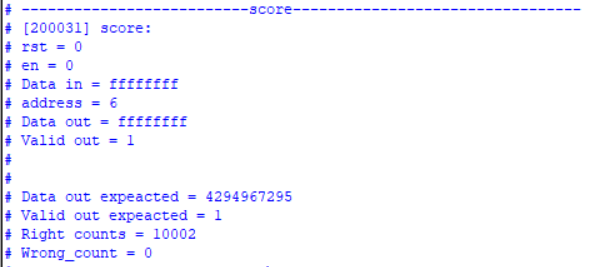 # ---------------------------score--------------------------------
# [200031] score:
# rst = 0
# en = 0
# Data in = ffffffff
# address = 6
# Data out = ffffffff
# Valid out = 1
#
#
# Data out expeacted = 4294967295
# Valid out expeacted = 1
# Right counts = 10002
# Wrong_count = 0